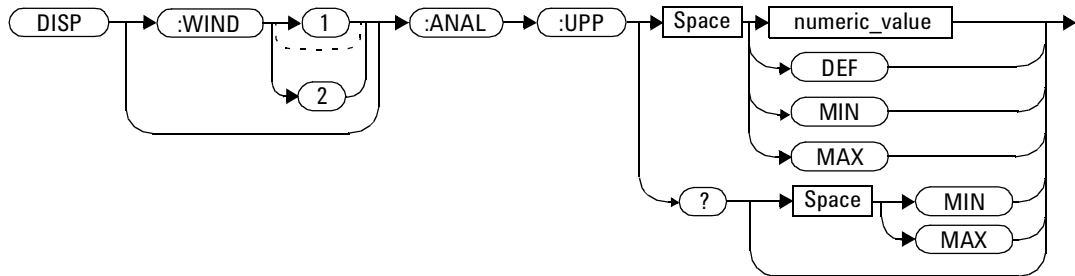 DISP :WIND 1 :ANAL :UPP Space numeric_value
2 DEF
MIN
MAX
? Space MIN
MAX